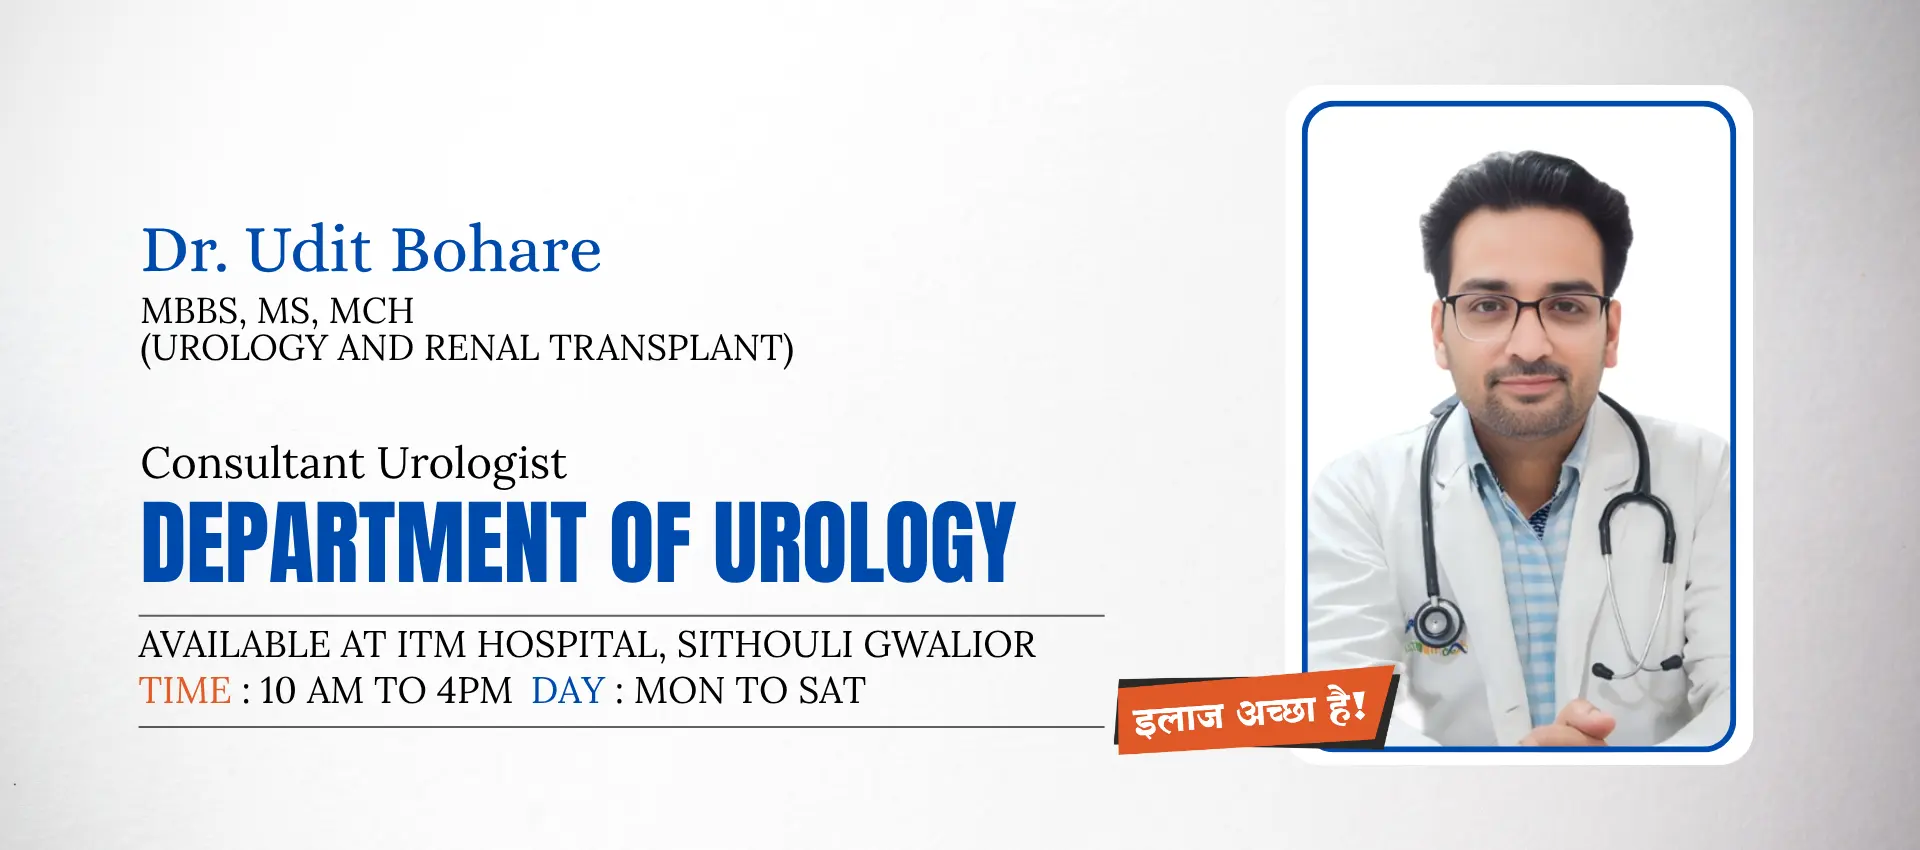 Dr. Udit Bohare
MBBS, MS, MCH
(UROLOGY AND RENAL TRANSPLANT)
Consultant Urologist
DEPARTMENT OF UROLOGY
AVAILABLE AT ITM HOSPITAL, SITHOULI GWALIOR
TIME : 10 AM TO 4PM DAY : MON TO SAT
इलाज अच्छा है!